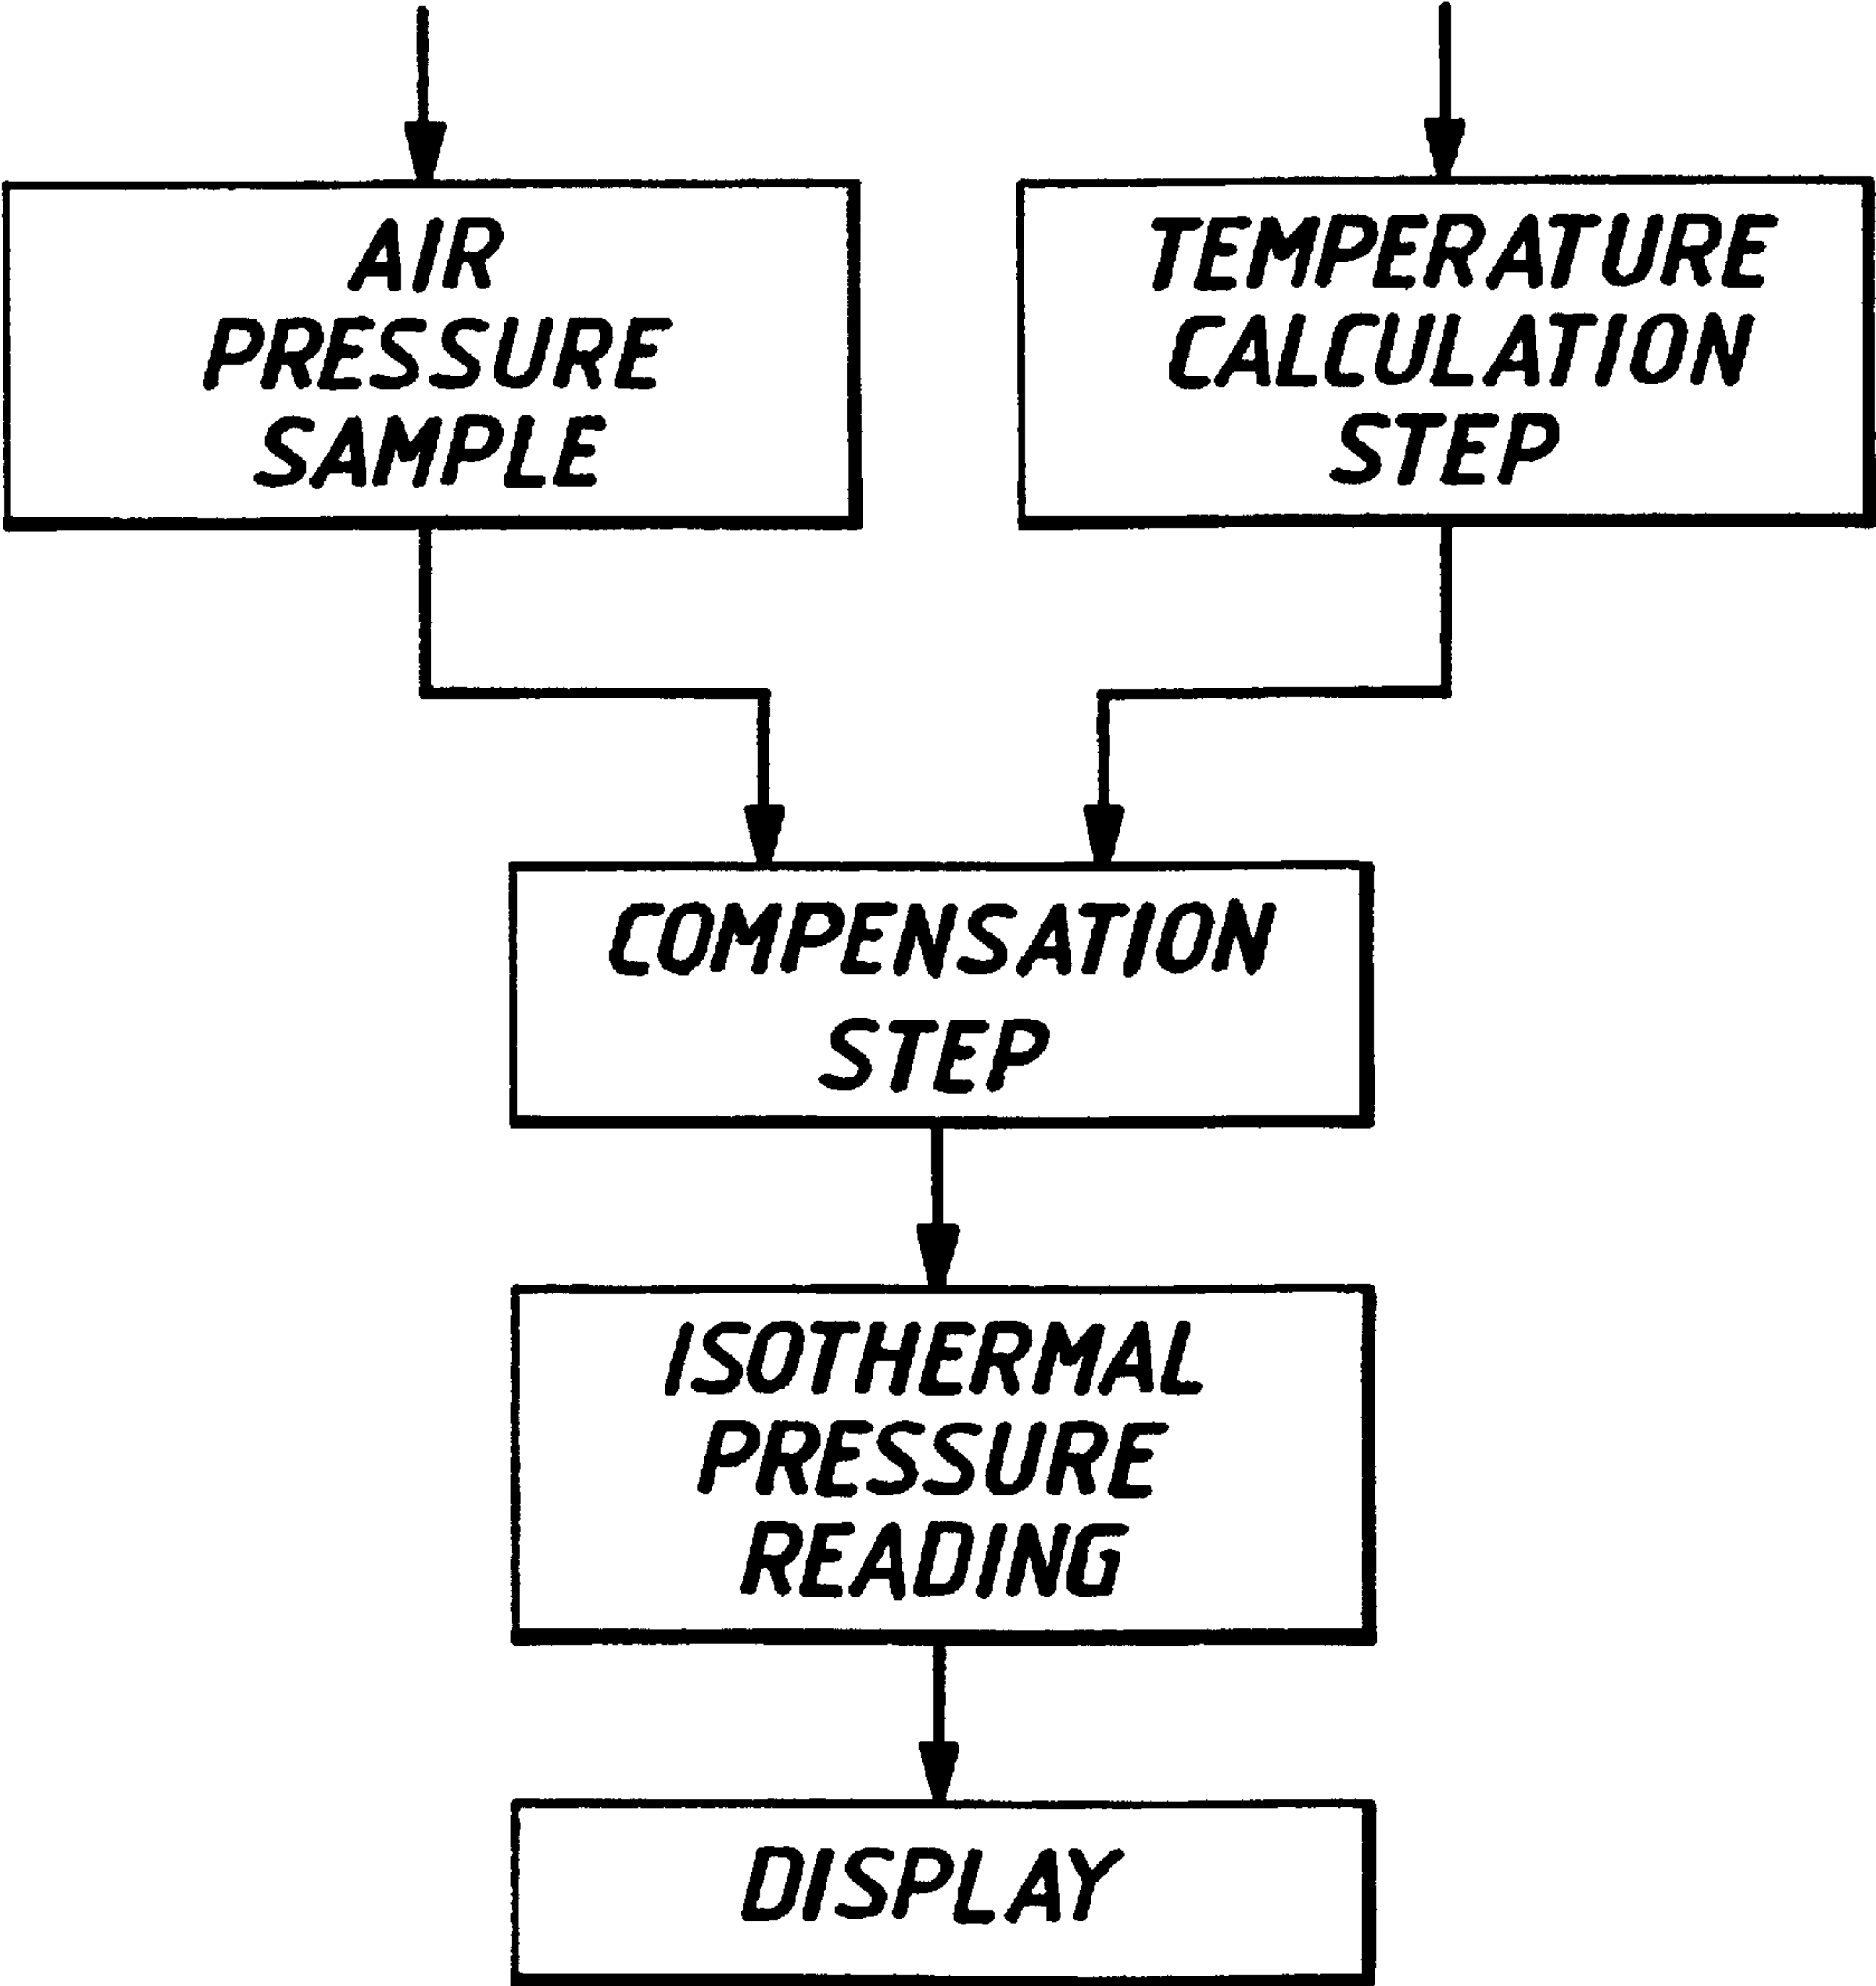 AIR
PRESSURE
SAMPLE
TEMPERATURE
CALCULATION
STEP
COMPENSATION
STEP
ISOTHERMAL
PRESSURE
READING
DISPLAY